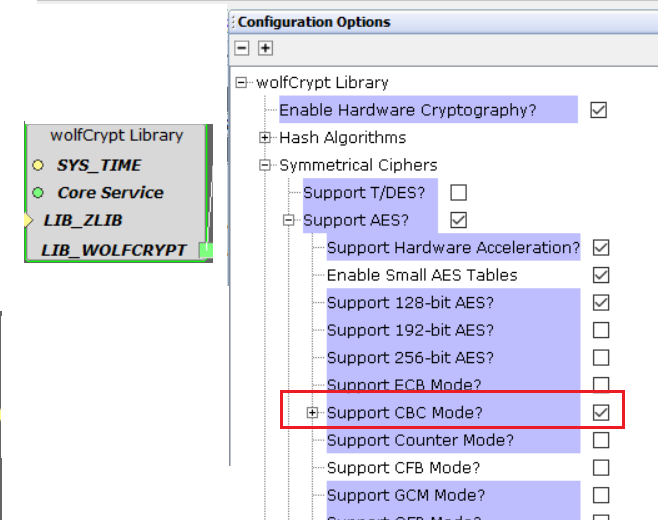 Configuration Options
wolfCrypt Library
SYS_TIME
Core Service
LIB_ZLIB
LIB_WOLFCRYPT
wolfCrypt Library
Enable Hardware Cryptography?
Hash Algorithms
Symmetrical Ciphers
Support T/DES?
Support AES?
Support Hardware Acceleration?
Enable Small AES Tables
Support 128-bit AES?
Support 192-bit AES?
Support 256-bit AES?
Support ECB Mode?
Support CBC Mode?
Support Counter Mode?
Support CFB Mode?
Support GCM Mode?